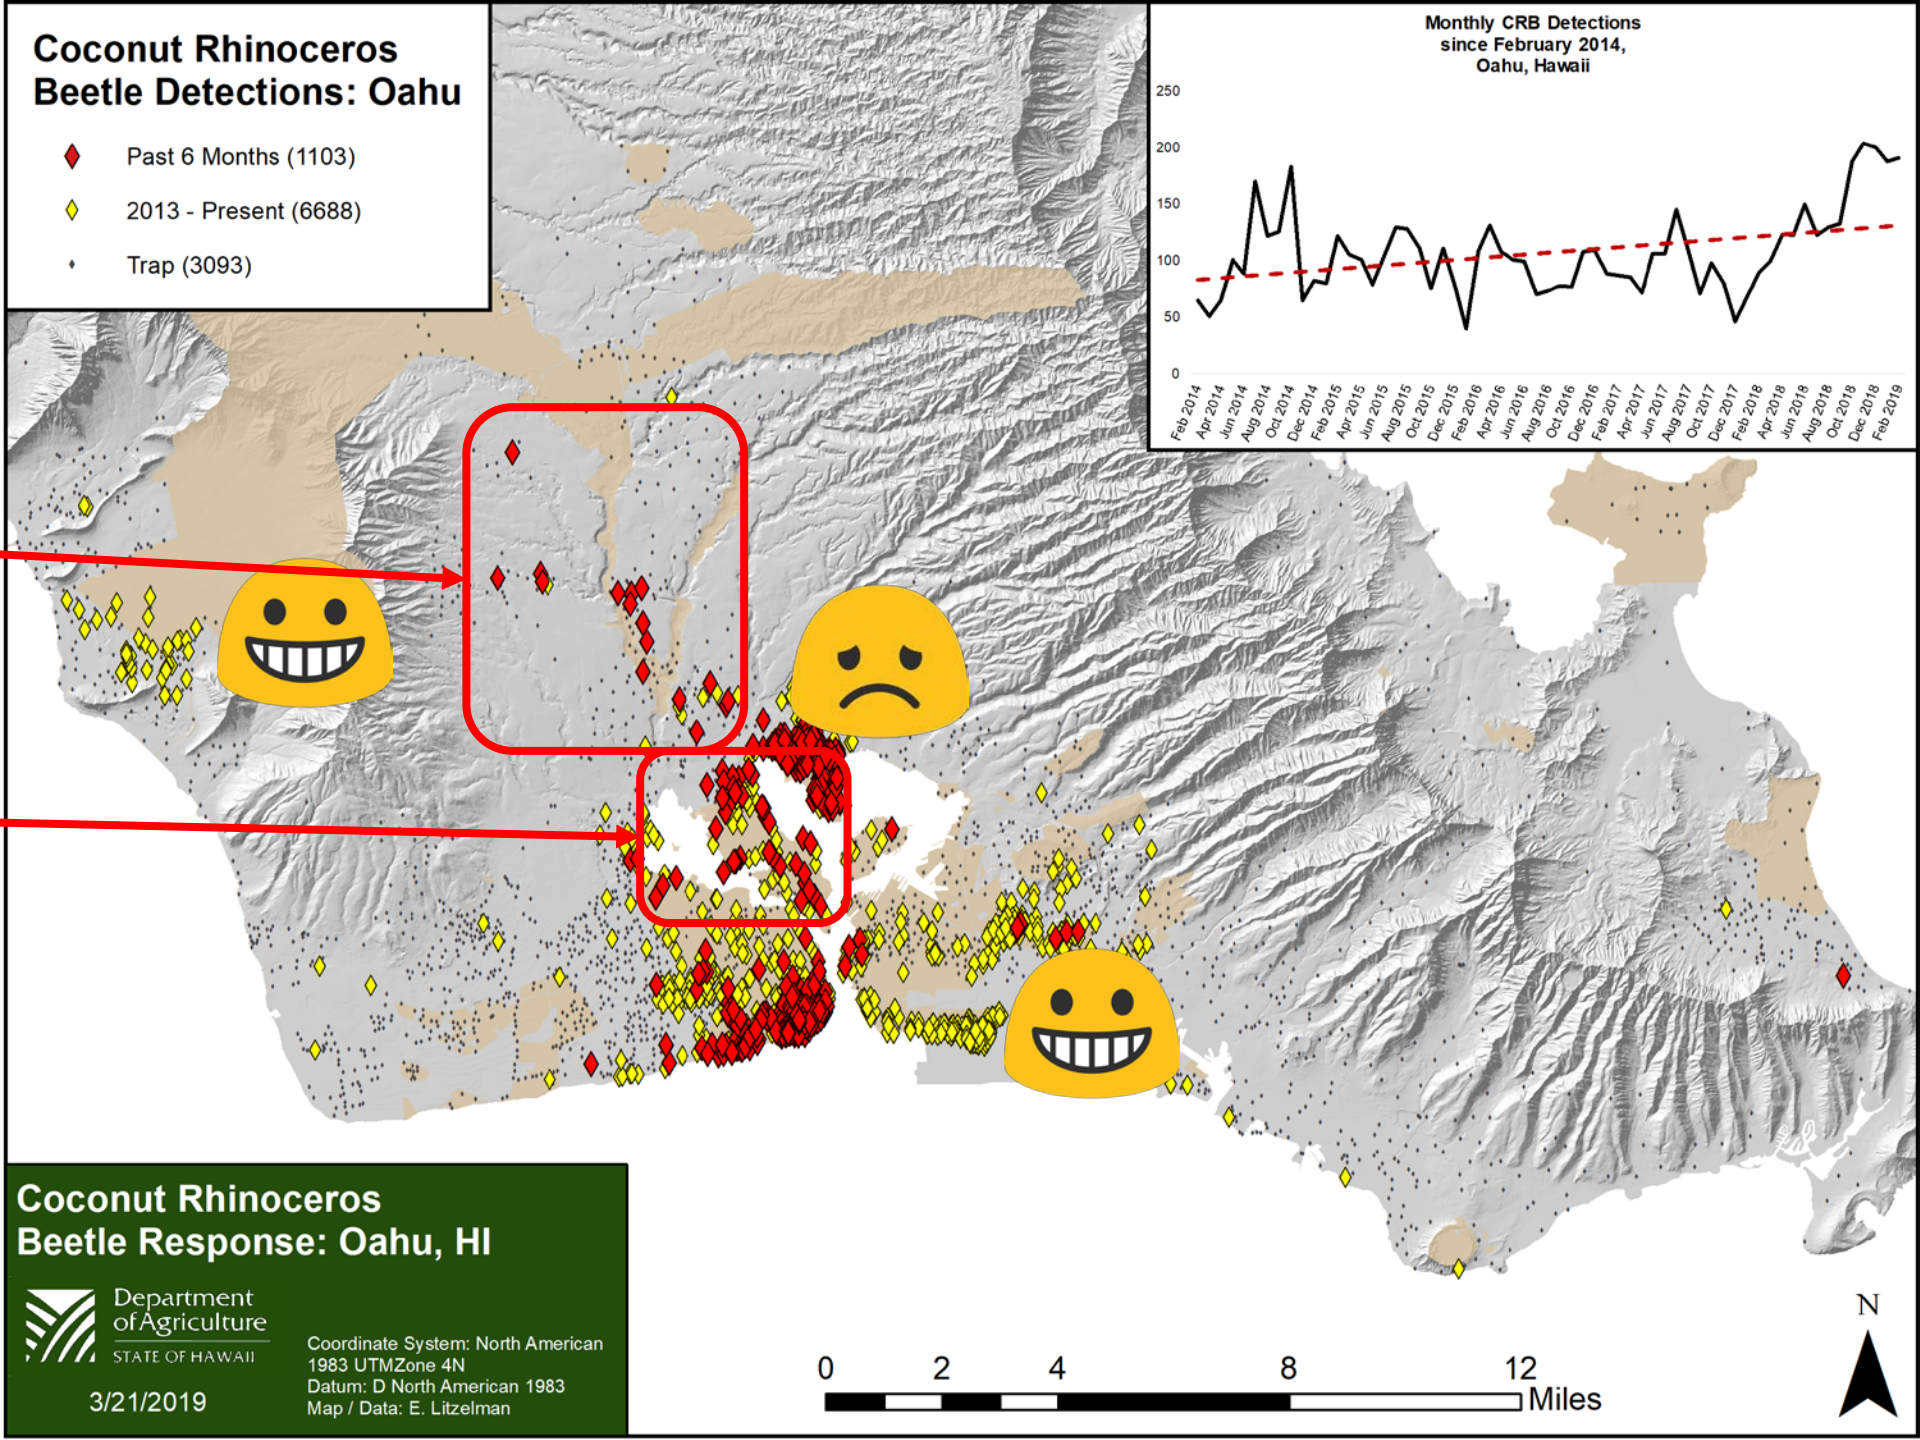 Coconut Rhinoceros
Beetle Detections: Oahu
Past 6 Months (1103)
2013 - Present (6688)
Trap (3093)
Monthly CRB Detections
since February 2014,
Oahu, Hawaii
250
200
150
100
50
0
Feb 2014
Apr 2014
Jun 2014
Aug 2014
Oct 2014
Dec 2014
Feb 2015
Apr 2015
Jun 2015
Aug 2015
Oct 2015
Dec 2015
Feb 2016
Apr 2016
Jun 2016
Aug 2016
Oct 2016
Dec 2016
Feb 2017
Apr 2017
Jun 2017
Aug 2017
Oct 2017
Dec 2017
Feb 2018
Apr 2018
Jun 2018
Aug 2018
Oct 2018
Dec 2018
Feb 2019
Coconut Rhinoceros
Beetle Response: Oahu, HI
Department
of Agriculture
STATE OF HAWAII
3/21/2019
Coordinate System: North American
1983 UTMZone 4N
Datum: D North American 1983
Map / Data: E. Litzelman
0 2 4 8 12
Miles
N